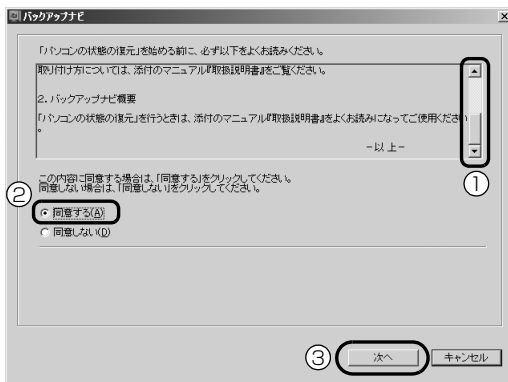 バックアップナビ
「パソコンの状態の復元」を始める前に、必ず以下をよくお読みください。
取り付け方については、添付のマニュアル『取扱説明書』をご覧ください。
2. バックアップナビ概要
「パソコンの状態の復元」を行うときは、添付のマニュアル『取扱説明書』をよくお読みになってご使用ください
。
－以上－
①
この内容に同意する場合は、「同意する」をクリックしてください。
同意しない場合は、「同意しない」をクリックしてください。
②
同意する(A)
同意しない(D)
③
次へ
キャンセル